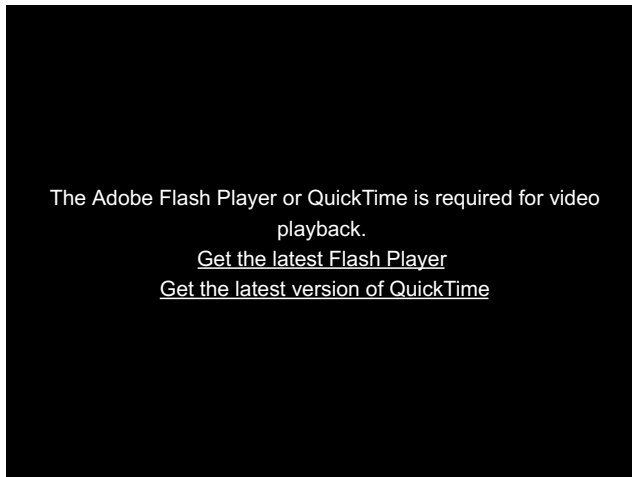 The Adobe Flash Player or QuickTime is required for video
playback.
Get the latest Flash Player
Get the latest version of QuickTime